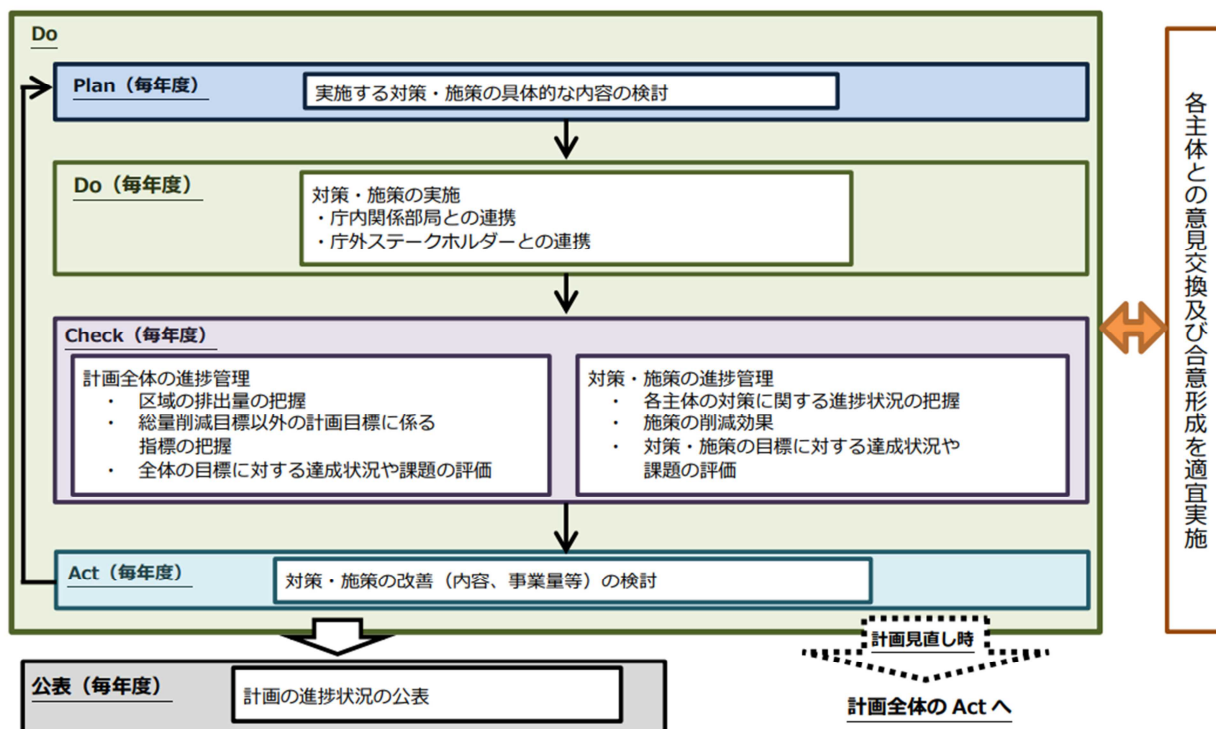 Do
Plan（毎年度）
実施する対策・施策の具体的な内容の検討
Do（毎年度）
対策・施策の実施
・庁内関係部局との連携
・庁外ステークホルダーとの連携
Check（毎年度）
計画全体の進捗管理
・ 区域の排出量の把握
・ 総量削減目標以外の計画目標に係る
指標の把握
・ 全体の目標に対する達成状況や課題の評価
対策・施策の進捗管理
・ 各主体の対策に関する進捗状況の把握
・ 施策の削減効果
・ 対策・施策の目標に対する達成状況や
課題の評価
Act（毎年度）
対策・施策の改善（内容、事業量等）の検討
各主体との意見交換及び合意形成を適宜実施
計画見直し時
計画全体の Act へ
公表（毎年度）
計画の進捗状況の公表